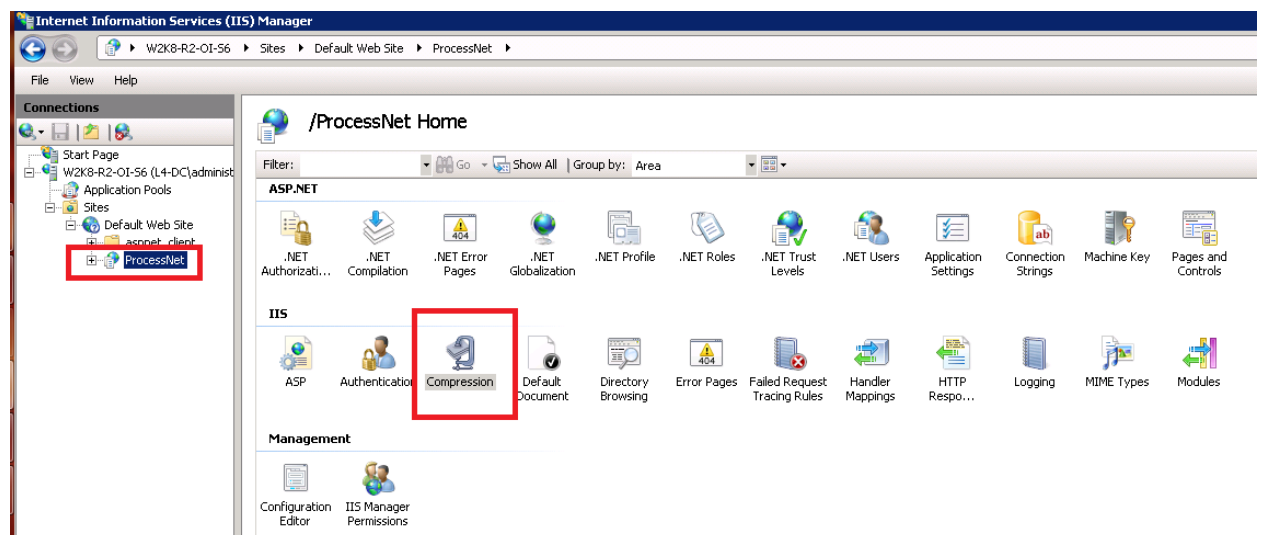 Internet Information Services (IIS) Manager
W2K8-R2-OI-S6 Sites Default Web Site ProcessNet
File View Help
Connections
Start Page
W2K8-R2-OI-S6 (L4-DC\administ
Application Pools
Sites
Default Web Site
aspnet_client
ProcessNet
/ProcessNet Home
Filter: Go Show All Group by: Area
ASP.NET
.NET Authorizati...
.NET Compilation
.NET Error Pages
.NET Globalization
.NET Profile
.NET Roles
.NET Trust Levels
.NET Users
Application Settings
Connection Strings
Machine Key
Pages and Controls
IIS
ASP
Authentication
Compression
Default Document
Directory Browsing
Error Pages
Failed Request Tracing Rules
Handler Mappings
HTTP Respo...
Logging
MIME Types
Modules
Management
Configuration Editor
IIS Manager Permissions